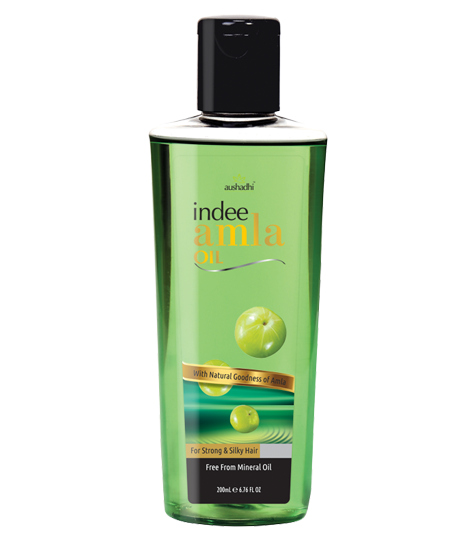 aushadhi™
indee
amla
OIL
With Natural Goodness of Amla
For Strong & Silky Hair
Free From Mineral Oil
200mL ℮ 6.76 FL OZ